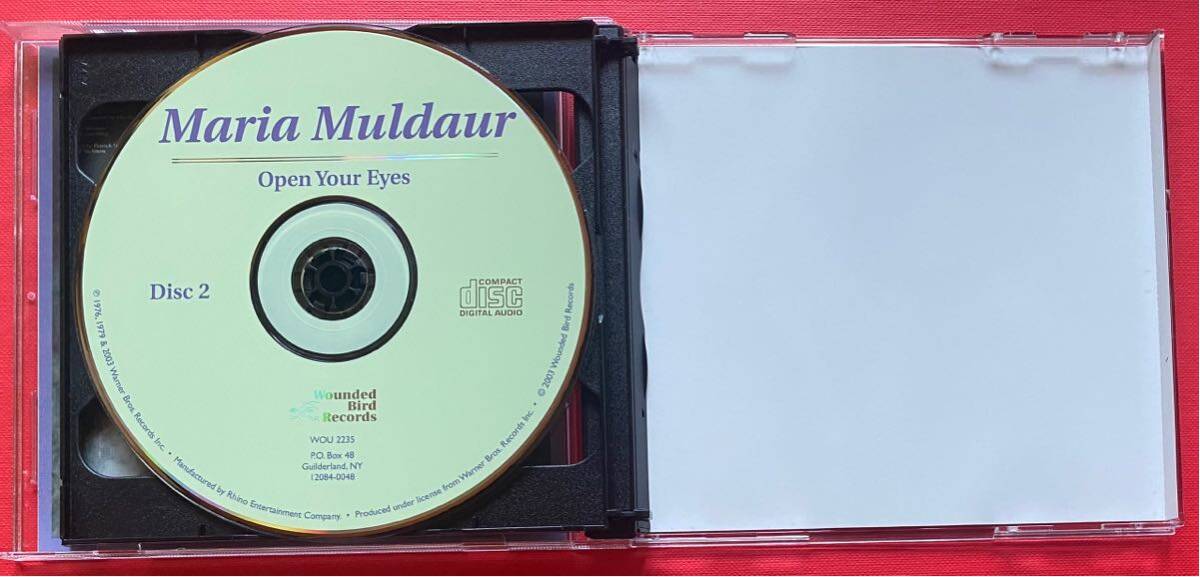 Maria Muldaur
Open Your Eyes
Disc 2
COMPACT
disc
DIGITAL AUDIO
Wounded
Bird
Records
WOU 2235
P.O. Box 48
Guilderland, NY
12084-0048
℗ 1976, 1979 & 2003 Warner Bros. Records Inc. • Manufactured by Rhino Entertainment Company. • Produced under license from Warner Bros. Records Inc. • © 2003 Wounded Bird Records